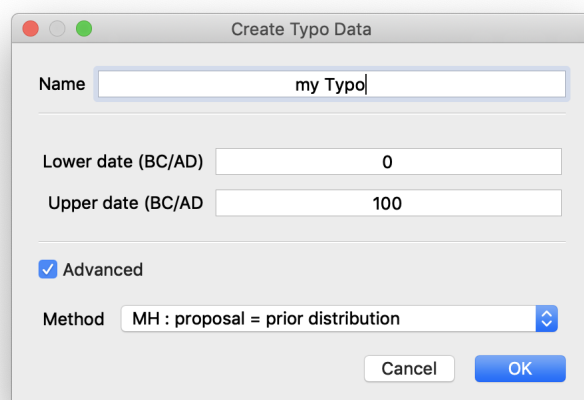 Create Typo Data
Name my Typo
Lower date (BC/AD) 0
Upper date (BC/AD 100
Advanced
Method MH : proposal = prior distribution
Cancel OK